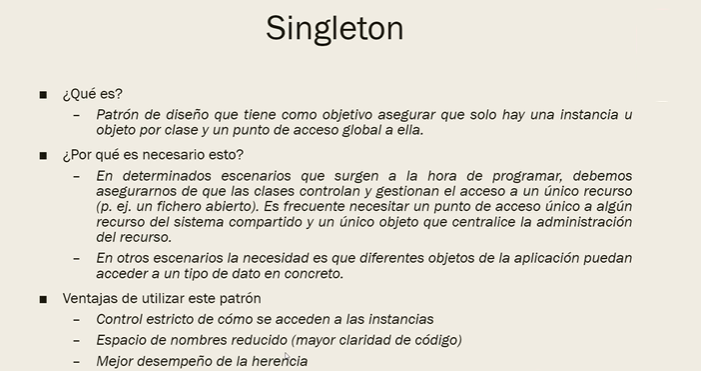 Singleton
¿Qué es?
– Patrón de diseño que tiene como objetivo asegurar que solo hay una instancia u
objeto por clase y un punto de acceso global a ella.
¿Por qué es necesario esto?
– En determinados escenarios que surgen a la hora de programar, debemos
asegurarnos de que las clases controlan y gestionan el acceso a un único recurso
(p. ej. un fichero abierto). Es frecuente necesitar un punto de acceso único a algún
recurso del sistema compartido y un único objeto que centralice la administración
del recurso.
– En otros escenarios la necesidad es que diferentes objetos de la aplicación puedan
acceder a un tipo de dato en concreto.
Ventajas de utilizar este patrón
– Control estricto de cómo se acceden a las instancias
– Espacio de nombres reducido (mayor claridad de código)
– Mejor desempeño de la herencia